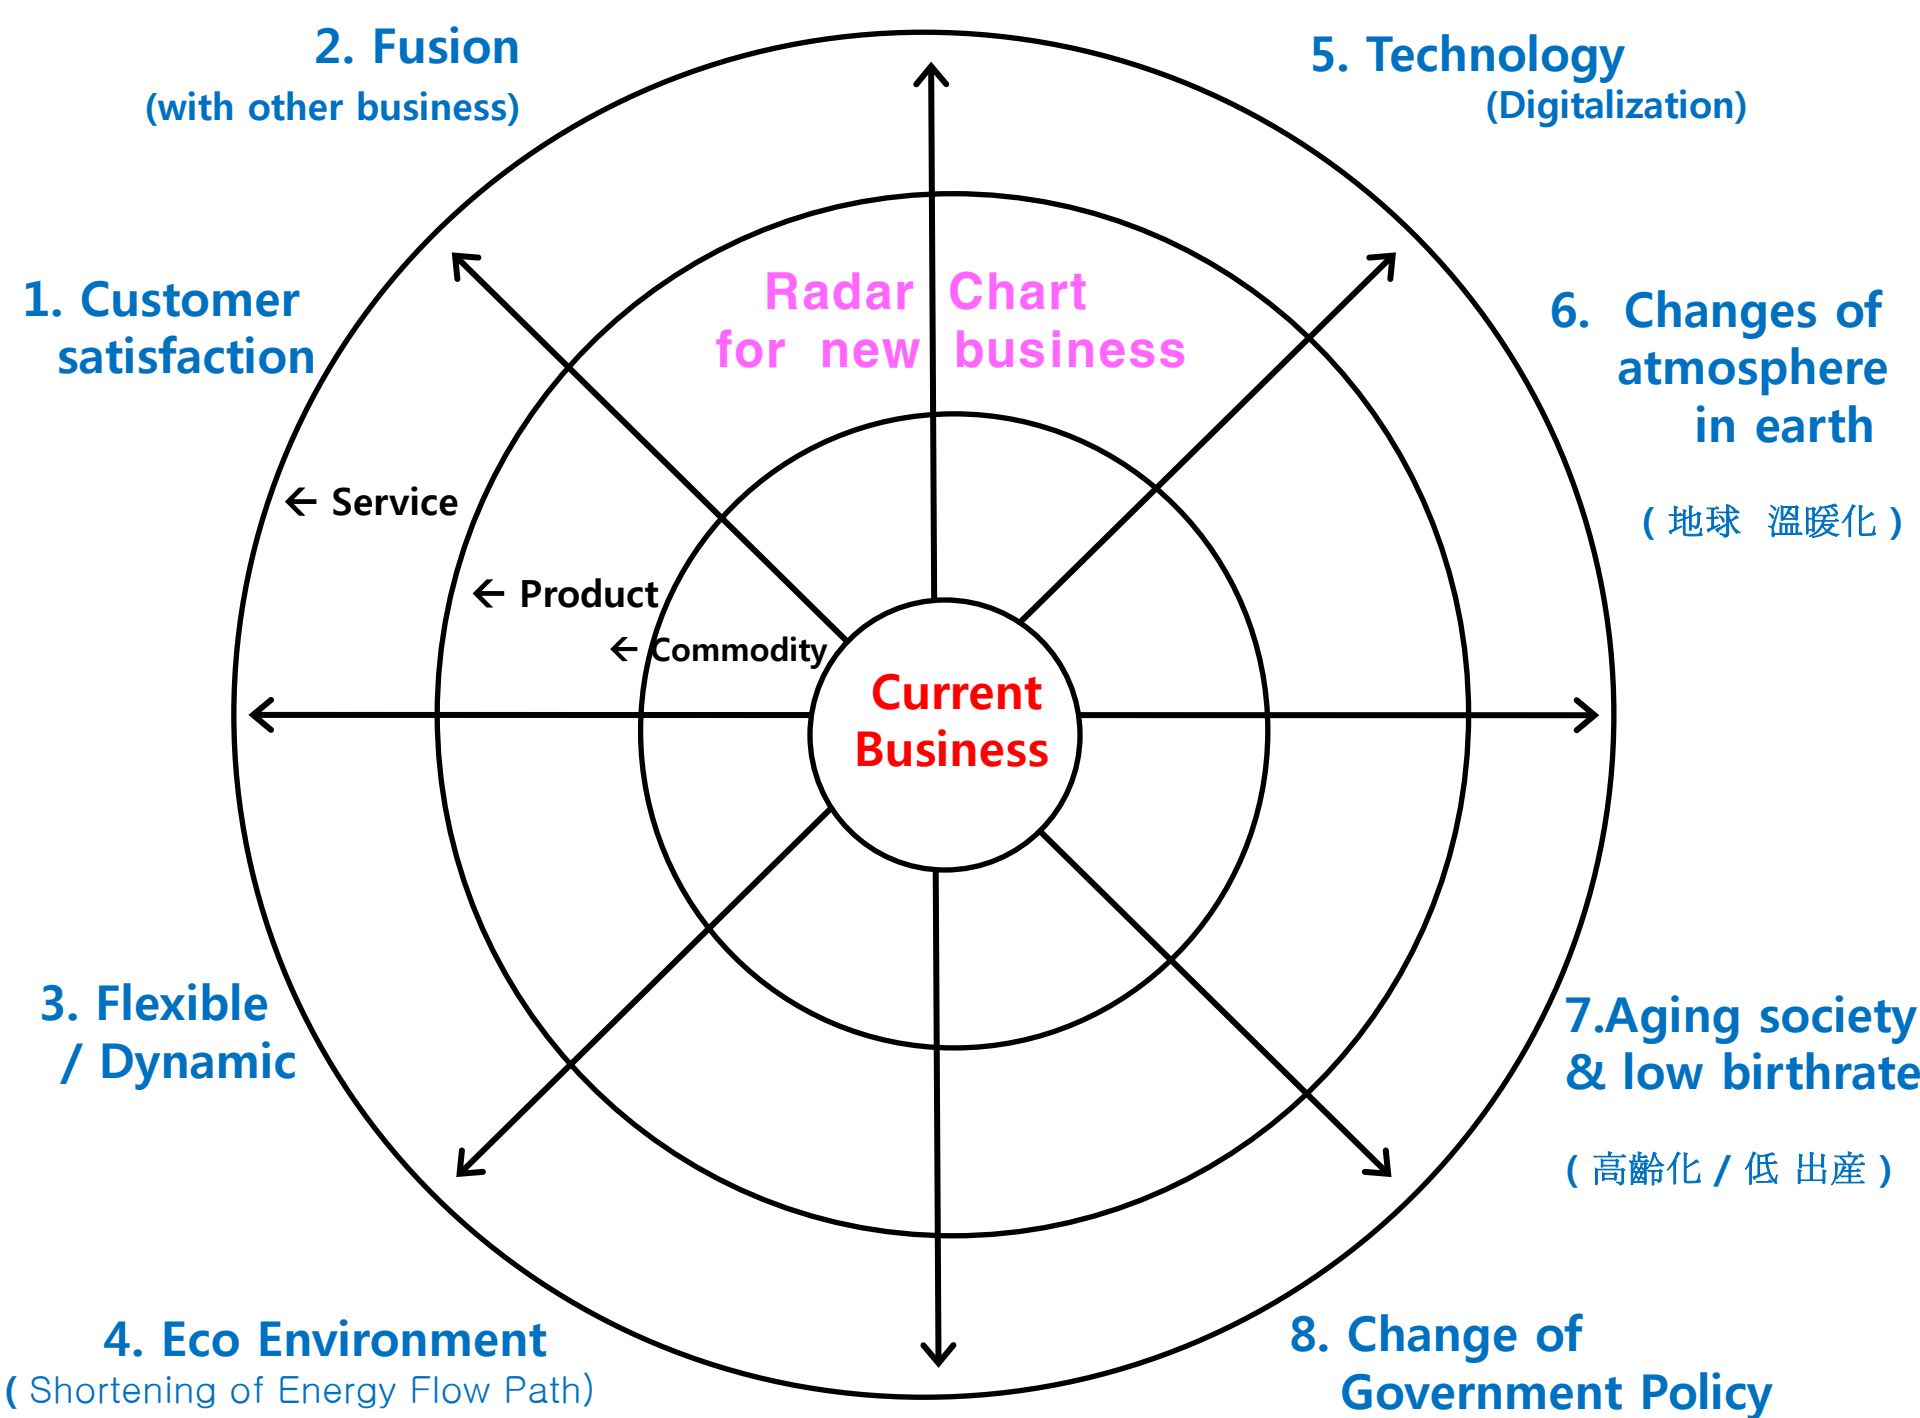 2. Fusion
(with other business)
5. Technology
(Digitalization)
1. Customer
satisfaction
Radar Chart
for new business
6. Changes of
atmosphere
in earth
( 地球 溫暖化 )
← Service
← Product
← Commodity
Current
Business
3. Flexible
/ Dynamic
7.Aging society
& low birthrate
( 高齡化 / 低 出産 )
4. Eco Environment
( Shortening of Energy Flow Path)
8. Change of
Government Policy